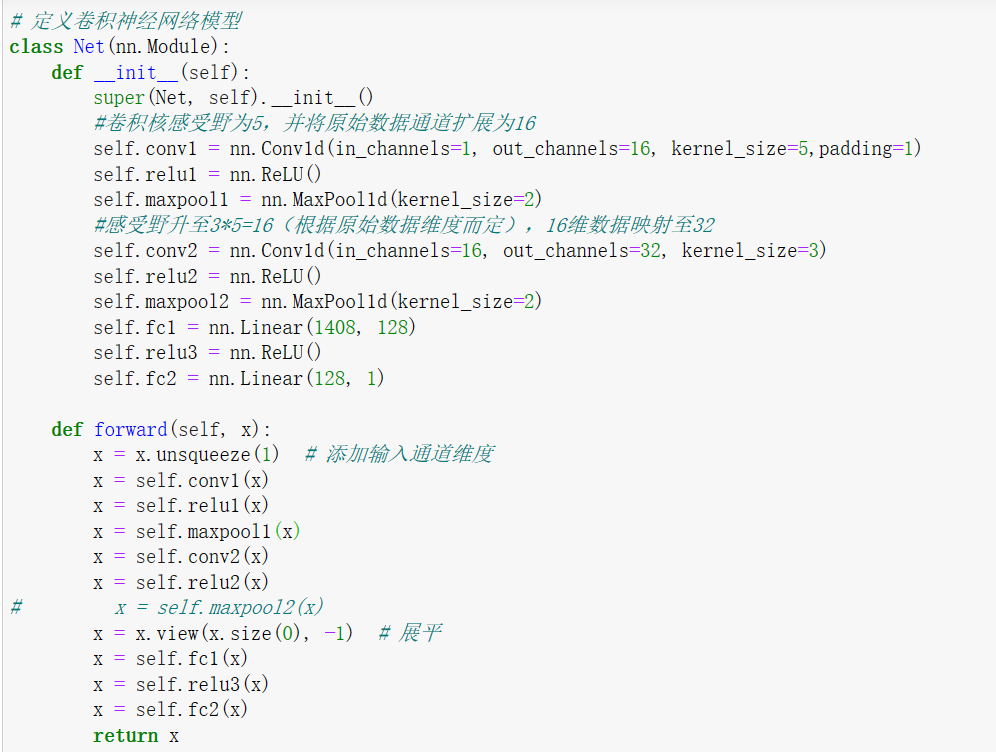 # 定义卷积神经网络模型
class Net(nn.Module):
    def __init__(self):
        super(Net, self).__init__()
        #卷积核感受野为5，并将原始数据通道扩展为16
        self.conv1 = nn.Conv1d(in_channels=1, out_channels=16, kernel_size=5,padding=1)
        self.relu1 = nn.ReLU()
        self.maxpool1 = nn.MaxPool1d(kernel_size=2)
        #感受野升至3*5=16（根据原始数据维度而定），16维数据映射至32
        self.conv2 = nn.Conv1d(in_channels=16, out_channels=32, kernel_size=3)
        self.relu2 = nn.ReLU()
        self.maxpool2 = nn.MaxPool1d(kernel_size=2)
        self.fc1 = nn.Linear(1408, 128)
        self.relu3 = nn.ReLU()
        self.fc2 = nn.Linear(128, 1)

    def forward(self, x):
        x = x.unsqueeze(1)  # 添加输入通道维度
        x = self.conv1(x)
        x = self.relu1(x)
        x = self.maxpool1(x)
        x = self.conv2(x)
        x = self.relu2(x)
#         x = self.maxpool2(x)
        x = x.view(x.size(0), -1)  # 展平
        x = self.fc1(x)
        x = self.relu3(x)
        x = self.fc2(x)
        return x